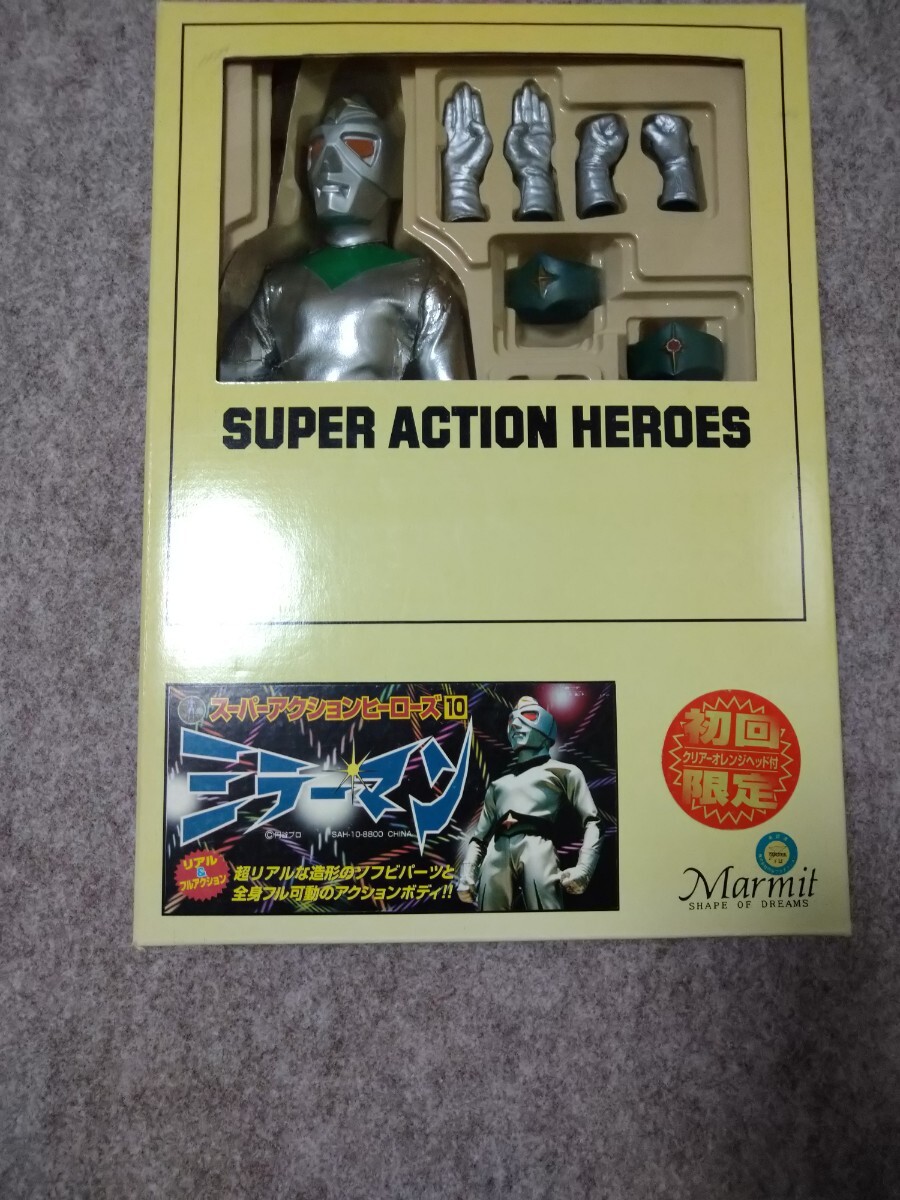 SUPER ACTION HEROES
スーパーアクションヒーローズ10
ミラーマン
©円谷プロ SAH-10-8800 CHINA
リアル
&
フルアクション
超リアルな造形のソフビパーツと
全身フル可動のアクションボディ!!
初回
クリアーオレンジヘッド付
限定
Marmit
SHAPE OF DREAMS